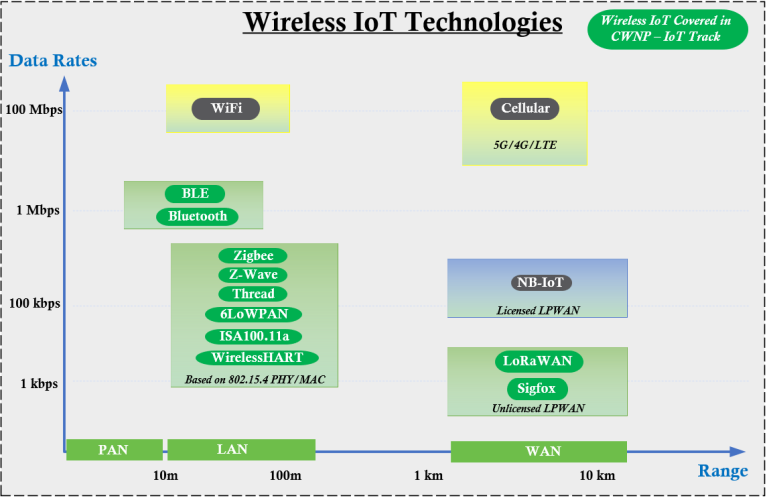 Wireless IoT Technologies
Wireless IoT Covered in
CWNP – IoT Track
Data Rates
100 Mbps
WiFi
Cellular
5G/4G/LTE
1 Mbps
BLE
Bluetooth
Zigbee
Z-Wave
Thread
6LoWPAN
ISA100.11a
WirelessHART
Based on 802.15.4 PHY/MAC
100 kbps
NB-IoT
Licensed LPWAN
LoRaWAN
Sigfox
Unlicensed LPWAN
1 kbps
PAN
LAN
WAN
10m
100m
1 km
10 km
Range